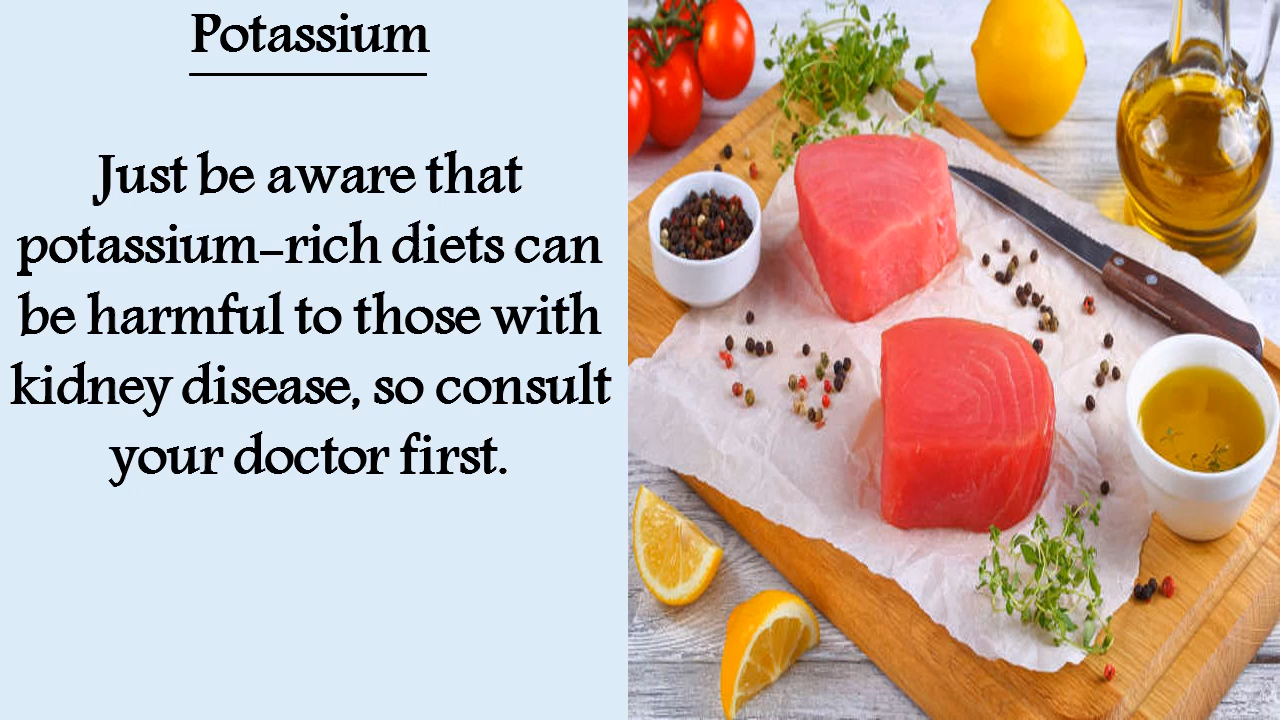 Potassium
Just be aware that
potassium-rich diets can
be harmful to those with
kidney disease, so consult
your doctor first.